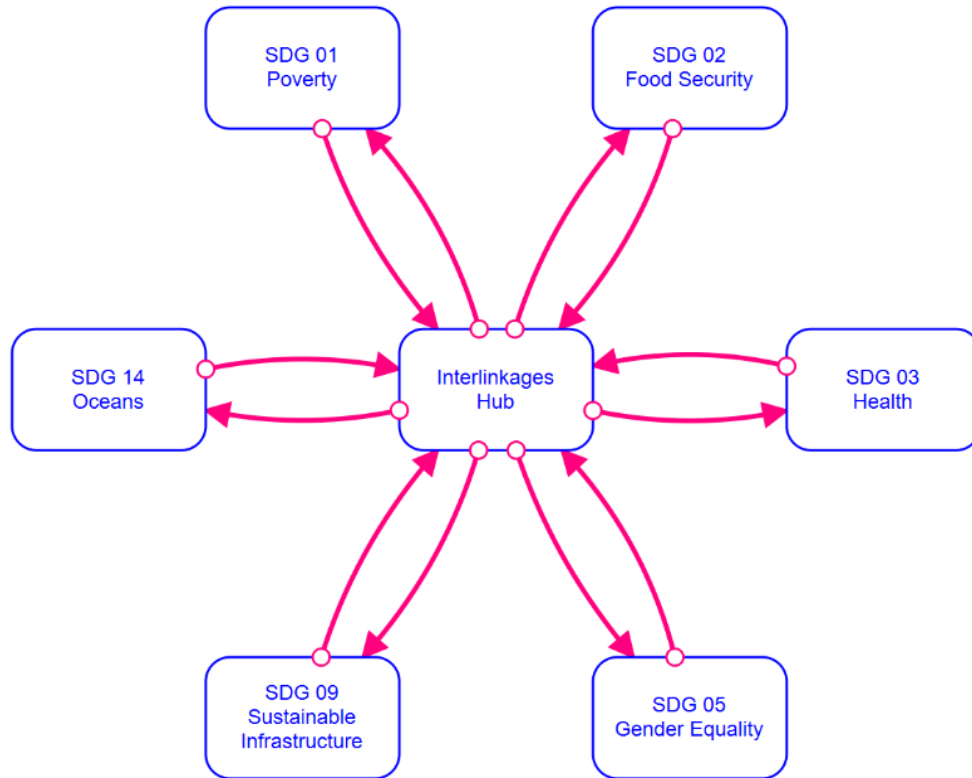 SDG 01
Poverty
SDG 02
Food Security
SDG 14
Oceans
Interlinkages
Hub
SDG 03
Health
SDG 09
Sustainable
Infrastructure
SDG 05
Gender Equality